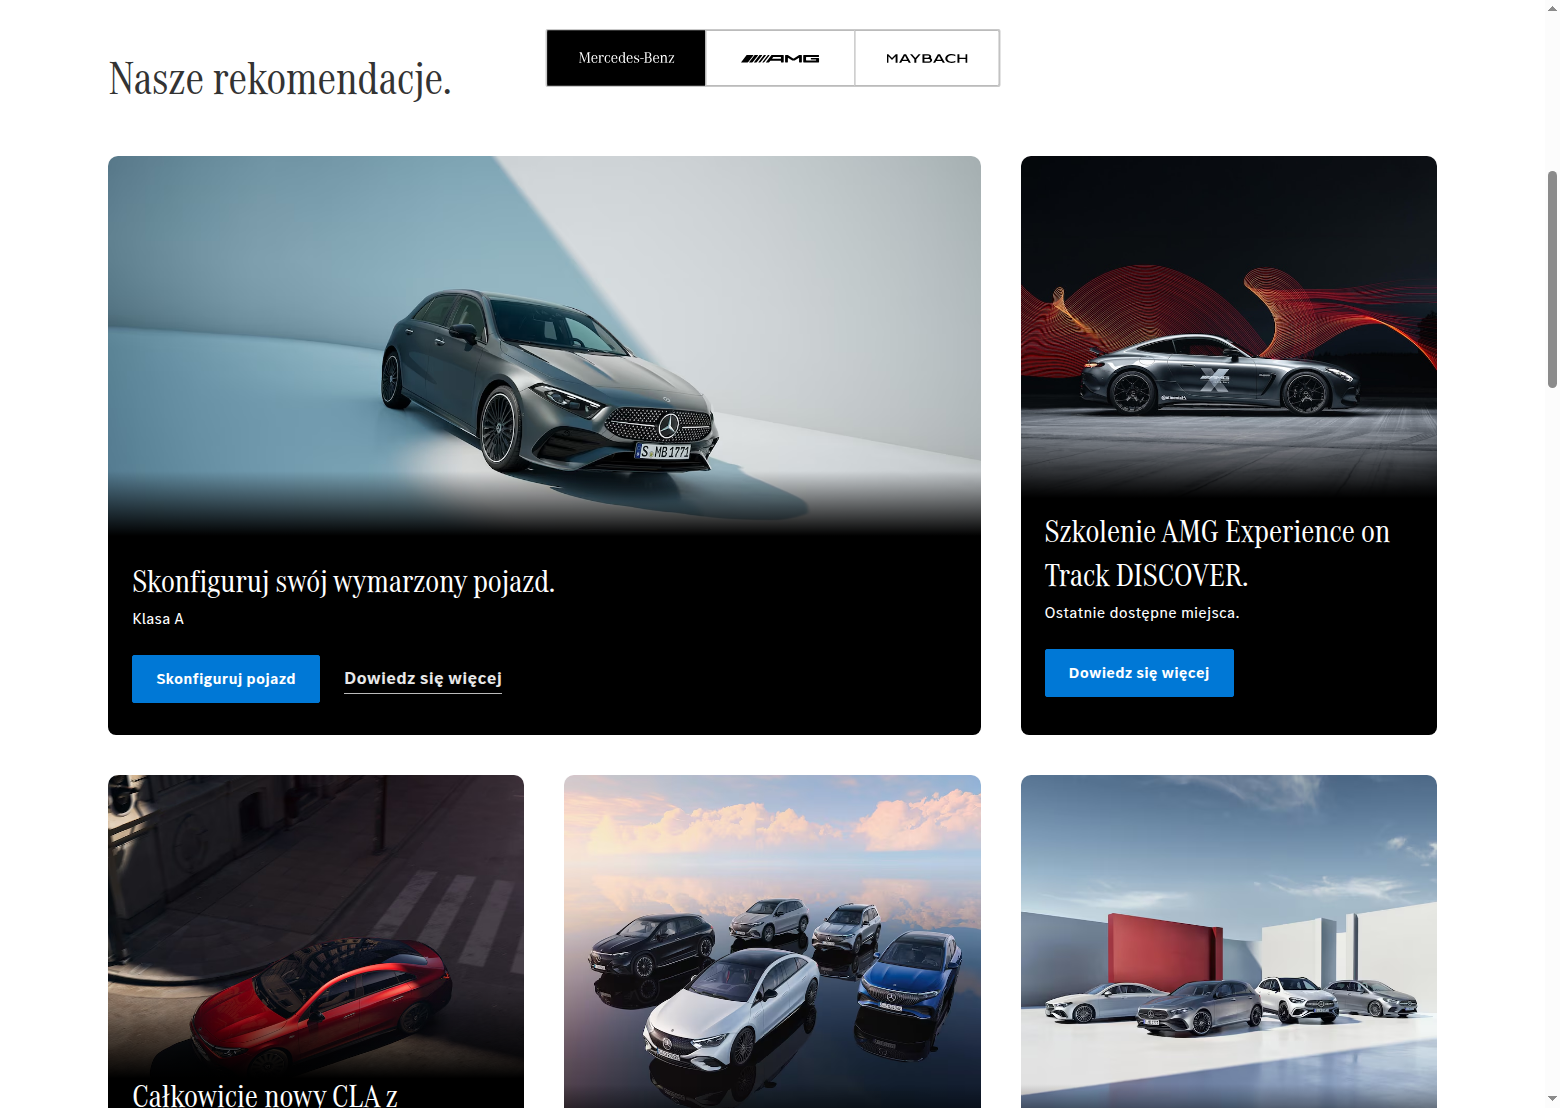 Nasze rekomendacje.
Mercedes-Benz
AMG
MAYBACH
S MB 1771
Skonfiguruj swój wymarzony pojazd.
Klasa A
Skonfiguruj pojazd
Dowiedz się więcej
Szkolenie AMG Experience on
Track DISCOVER.
Ostatnie dostępne miejsca.
Dowiedz się więcej
Całkowicie nowy CLA z